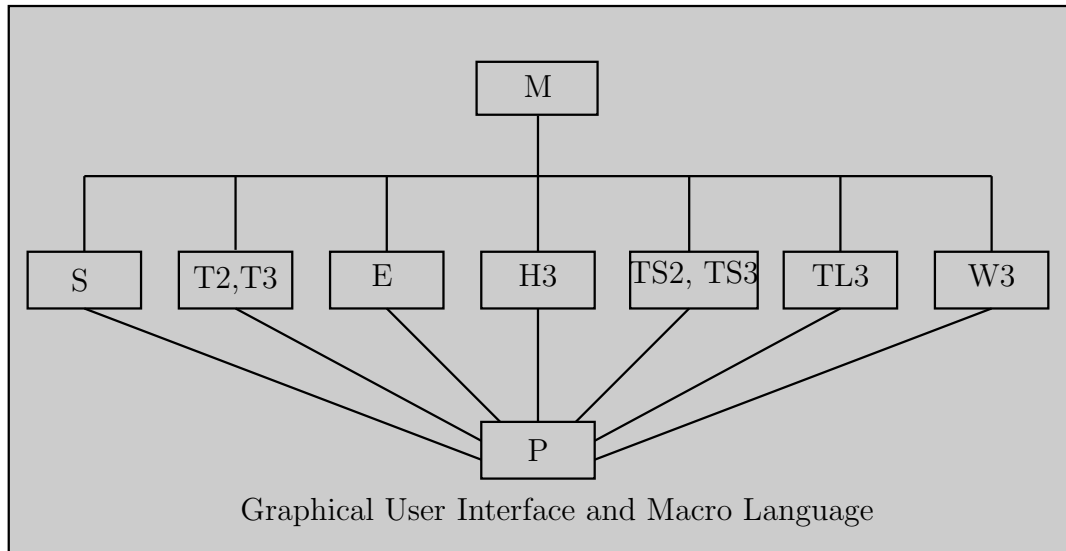 M
S
T2,T3
E
H3
TS2, TS3
TL3
W3
P
Graphical User Interface and Macro Language